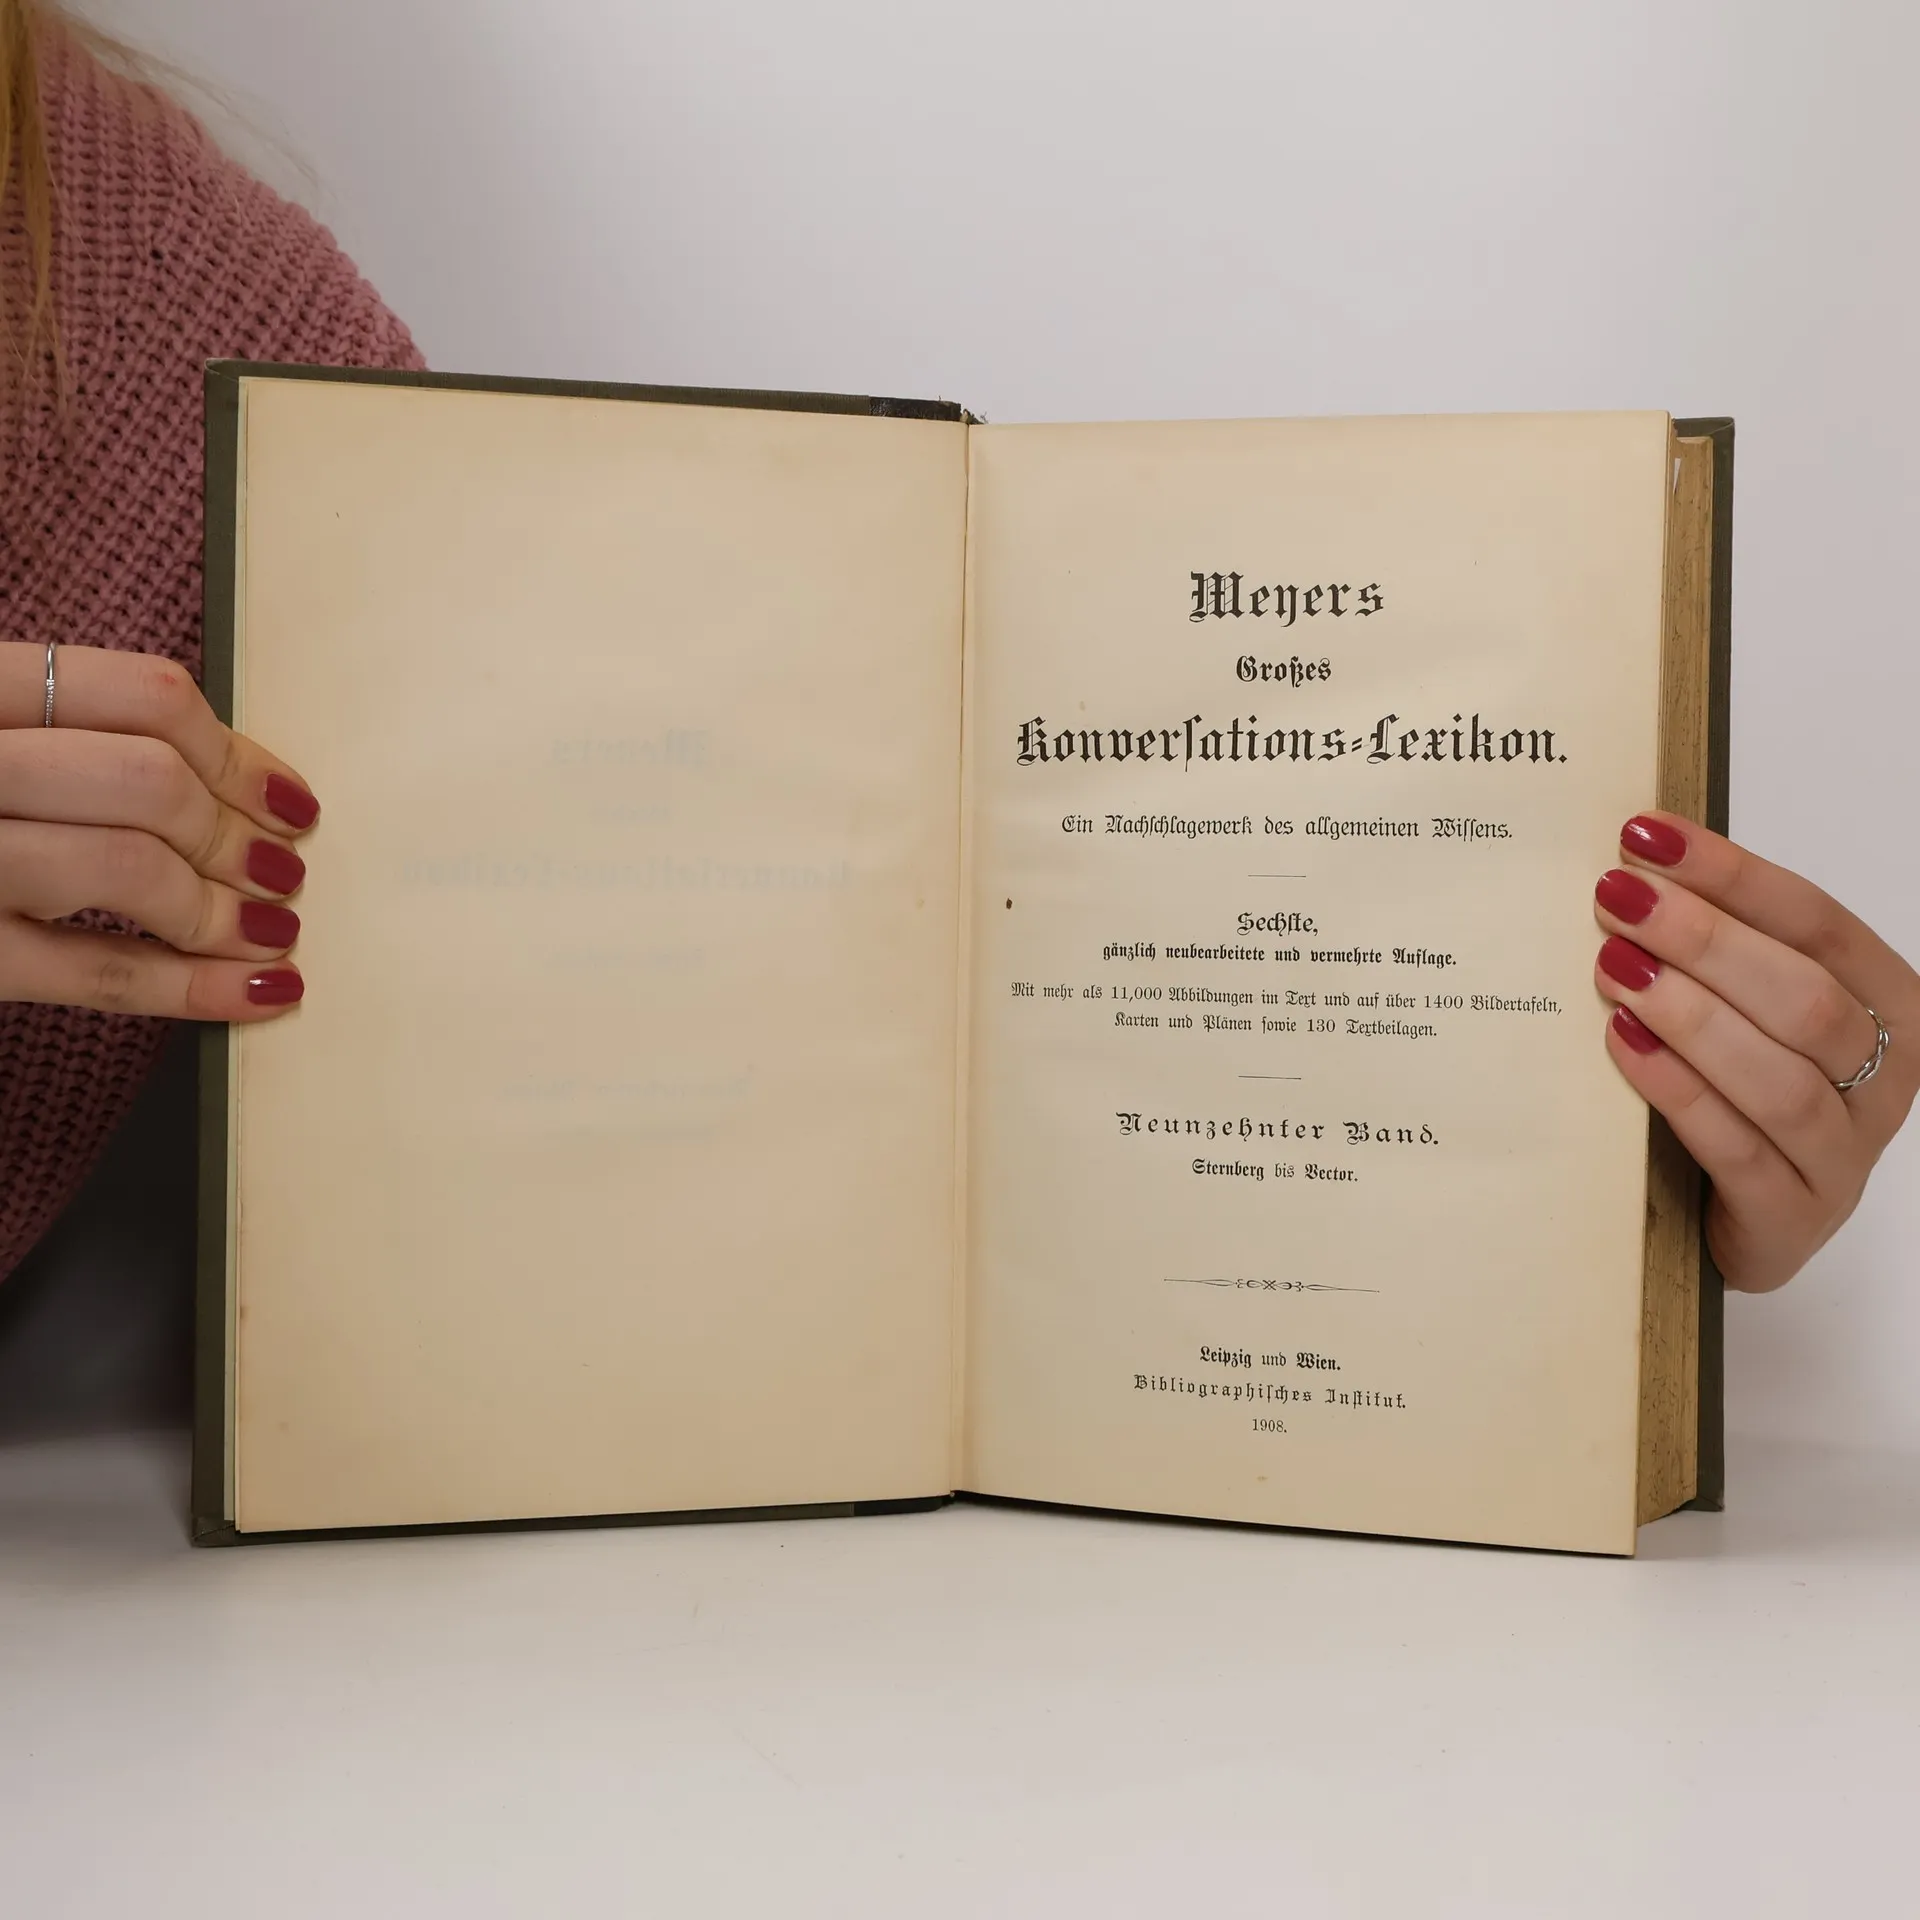 Meyers
Großes
Konverſations-Lexikon.
Ein Nachſchlagewerk des allgemeinen Wiſſens.
Sechſte,
gänzlich neubearbeitete und vermehrte Auflage.
Mit mehr als 11,000 Abbildungen im Text und auf über 1400 Bildertafeln,
Karten und Plänen ſowie 130 Textbeilagen.
Neunzehnter Band.
Sternberg bis Vector.
Leipzig und Wien.
Bibliographiſches Inſtitut.
1908.